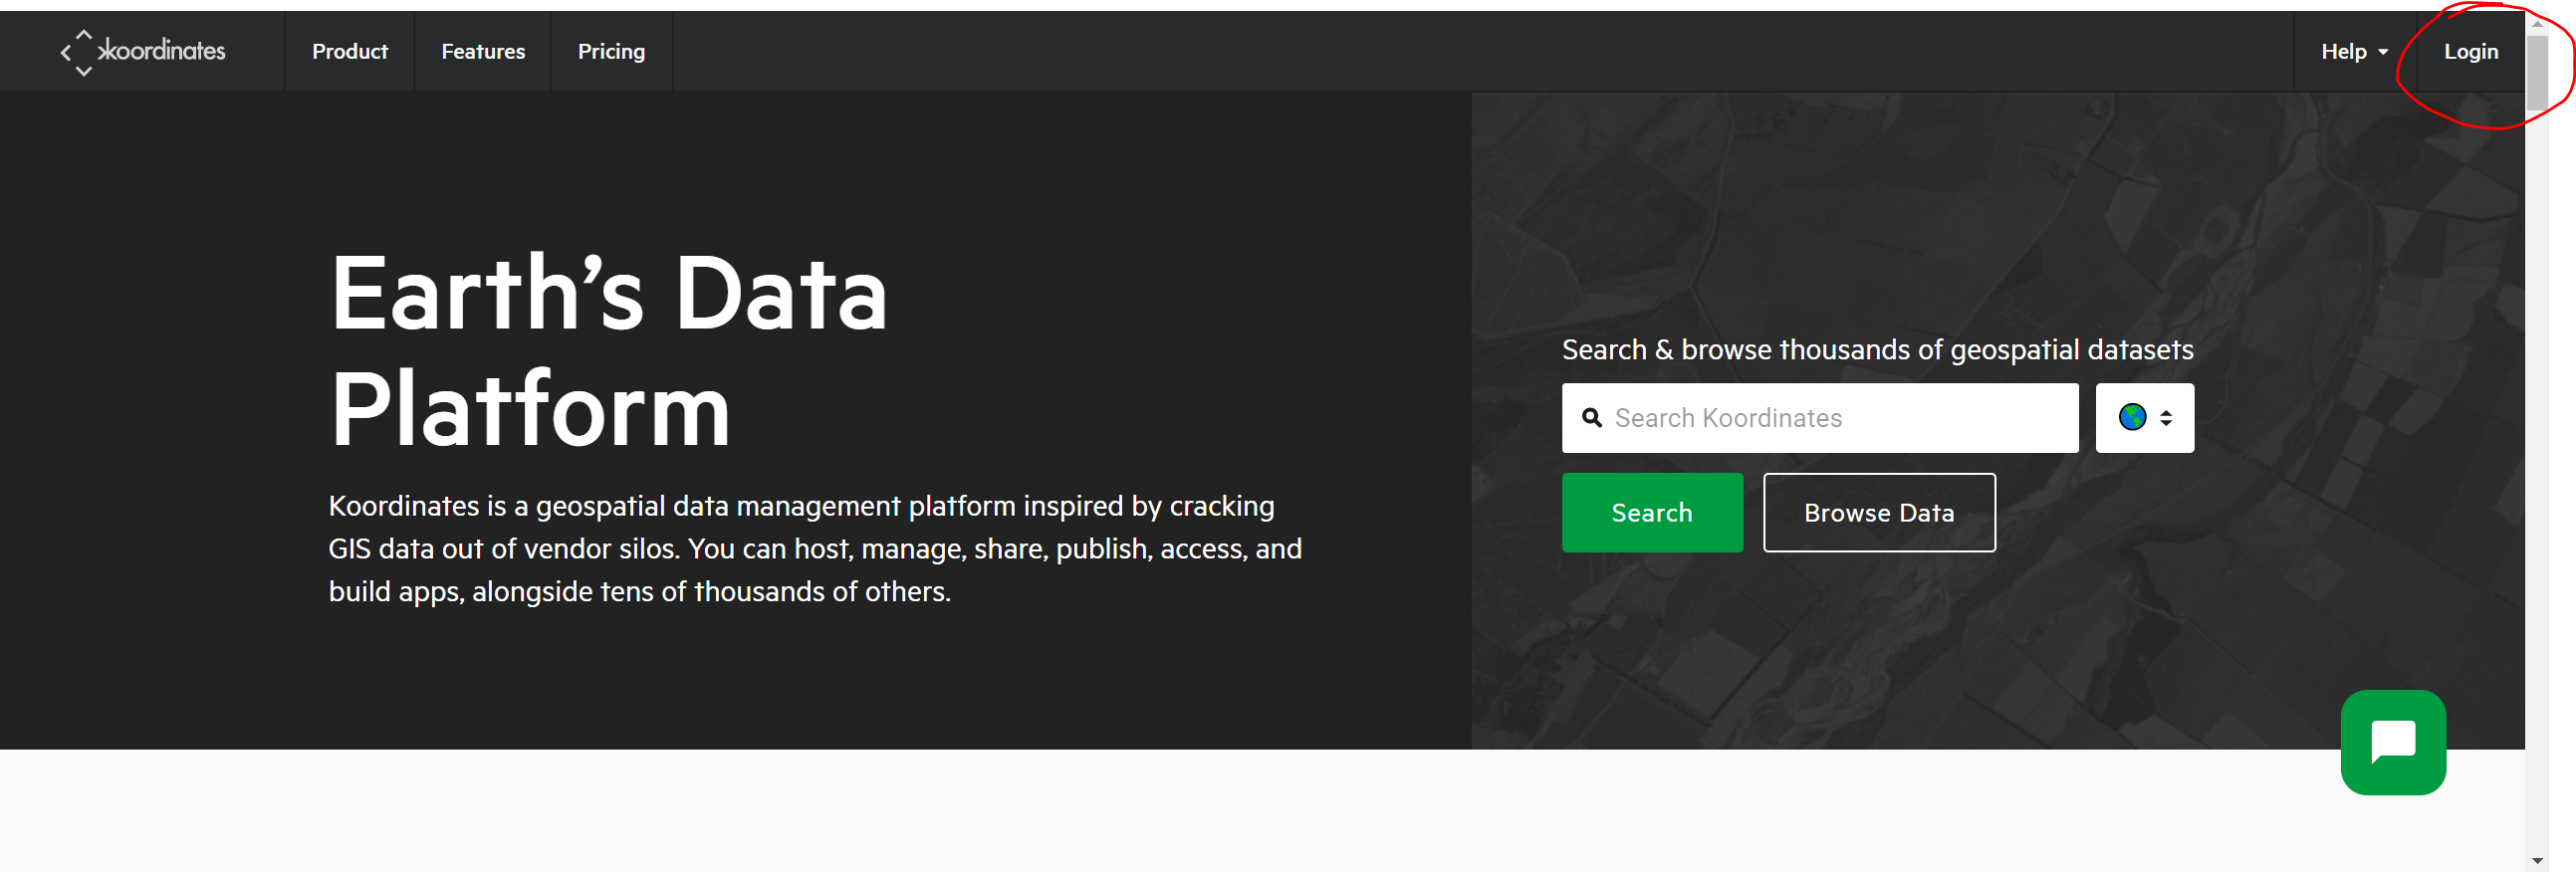 koordinates
Product
Features
Pricing
Help
Login
Earth’s Data
Platform
Koordinates is a geospatial data management platform inspired by cracking
GIS data out of vendor silos. You can host, manage, share, publish, access, and
build apps, alongside tens of thousands of others.
Search & browse thousands of geospatial datasets
Search Koordinates
Search
Browse Data